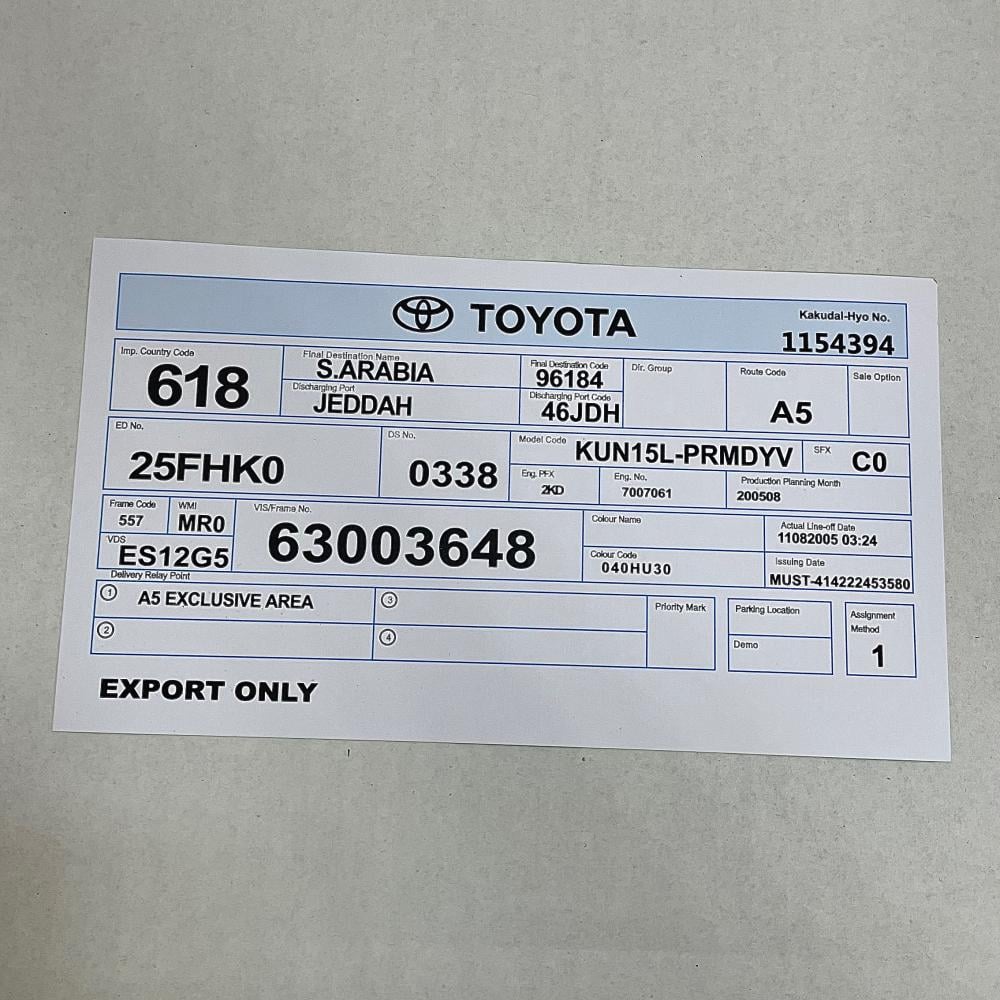 TOYOTA
Kakudai-Hyo No.
1154394
Imp. Country Code
618
Final Destination Name
S.ARABIA
Discharging Port
JEDDAH
Final Destination Code
96184
Discharging Port Code
46JDH
Dir. Group
Route Code
A5
Sale Option
ED No.
25FHK0
DS No.
0338
Model Code KUN15L-PRMDYV
SFX C0
Eng. PFX
2KD
Eng. No.
7007061
Production Planning Month
200508
Frame Code
557
WMI
MR0
VDS
ES12G5
VIS/Frame No.
63003648
Colour Name
Colour Code
040HU30
Actual Line-off Date
11082005 03:24
Issuing Date
MUST-414222453580
Delivery Relay Point
1 A5 EXCLUSIVE AREA
2
3
4
Priority Mark
Parking Location
Demo
Assignment
Method
1
EXPORT ONLY